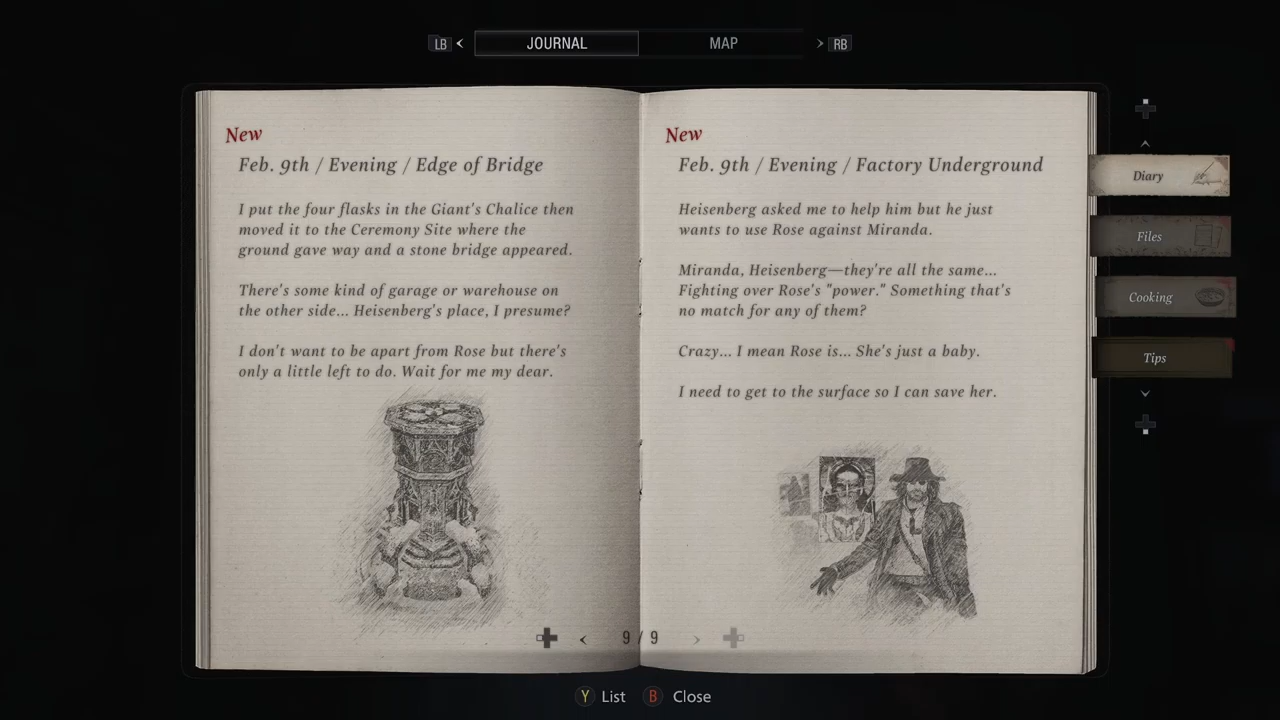 LB
JOURNAL
MAP
RB
New
Feb. 9th / Evening / Edge of Bridge
I put the four flasks in the Giant's Chalice then
moved it to the Ceremony Site where the
ground gave way and a stone bridge appeared.
There's some kind of garage or warehouse on
the other side... Heisenberg's place, I presume?
I don't want to be apart from Rose but there's
only a little left to do. Wait for me my dear.
New
Feb. 9th / Evening / Factory Underground
Heisenberg asked me to help him but he just
wants to use Rose against Miranda.
Miranda, Heisenberg—they're all the same...
Fighting over Rose's "power." Something that's
no match for any of them?
Crazy... I mean Rose is... She's just a baby.
I need to get to the surface so I can save her.
Diary
Files
Cooking
Tips
9 / 9
Y List B Close